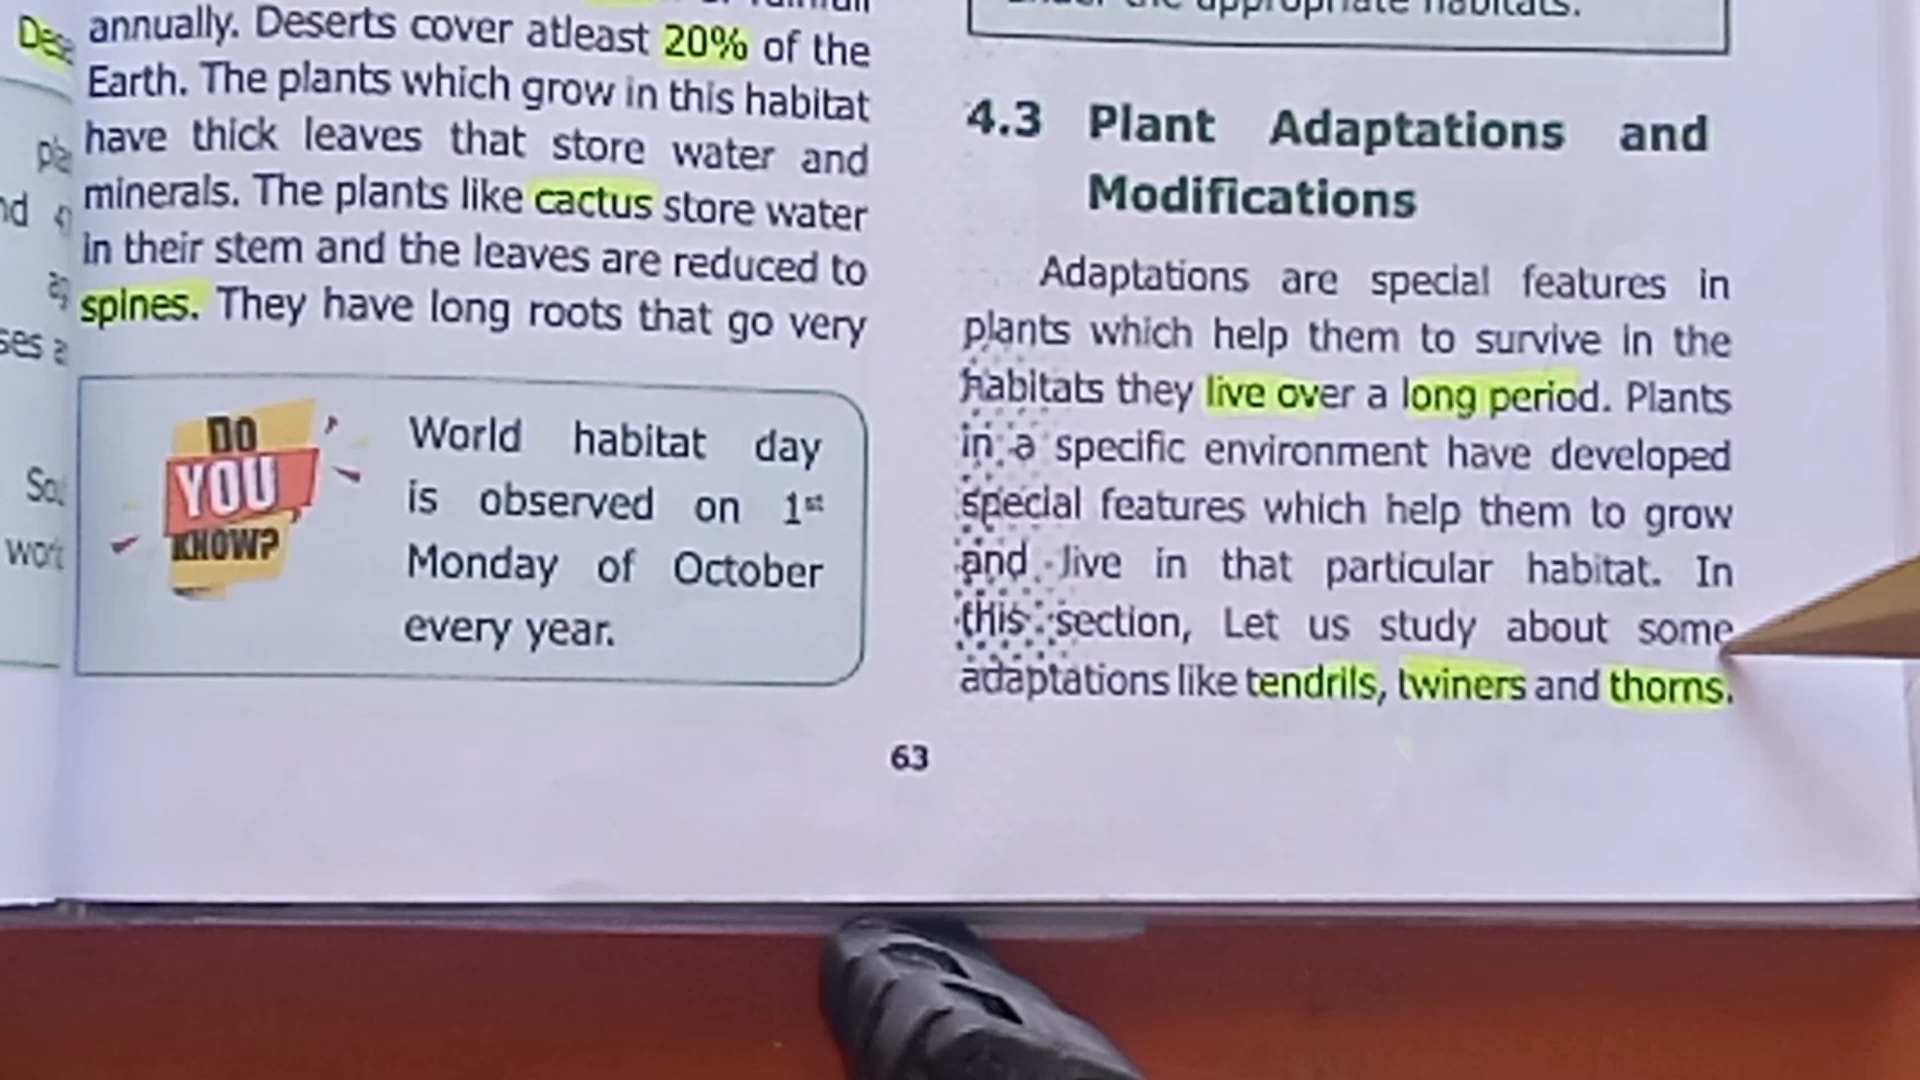 annually. Deserts cover atleast 20% of the
Earth. The plants which grow in this habitat
have thick leaves that store water and
minerals. The plants like cactus store water
in their stem and the leaves are reduced to
spines. They have long roots that go very
DO
YOU
KNOW?
World habitat day
is observed on 1st
Monday of October
every year.
the appropriate habitats.
4.3 Plant Adaptations and
Modifications
Adaptations are special features in
plants which help them to survive in the
habitats they live over a long period. Plants
in a specific environment have developed
special features which help them to grow
and live in that particular habitat. In
this section, Let us study about some
adaptations like tendrils, twiners and thorns.
63